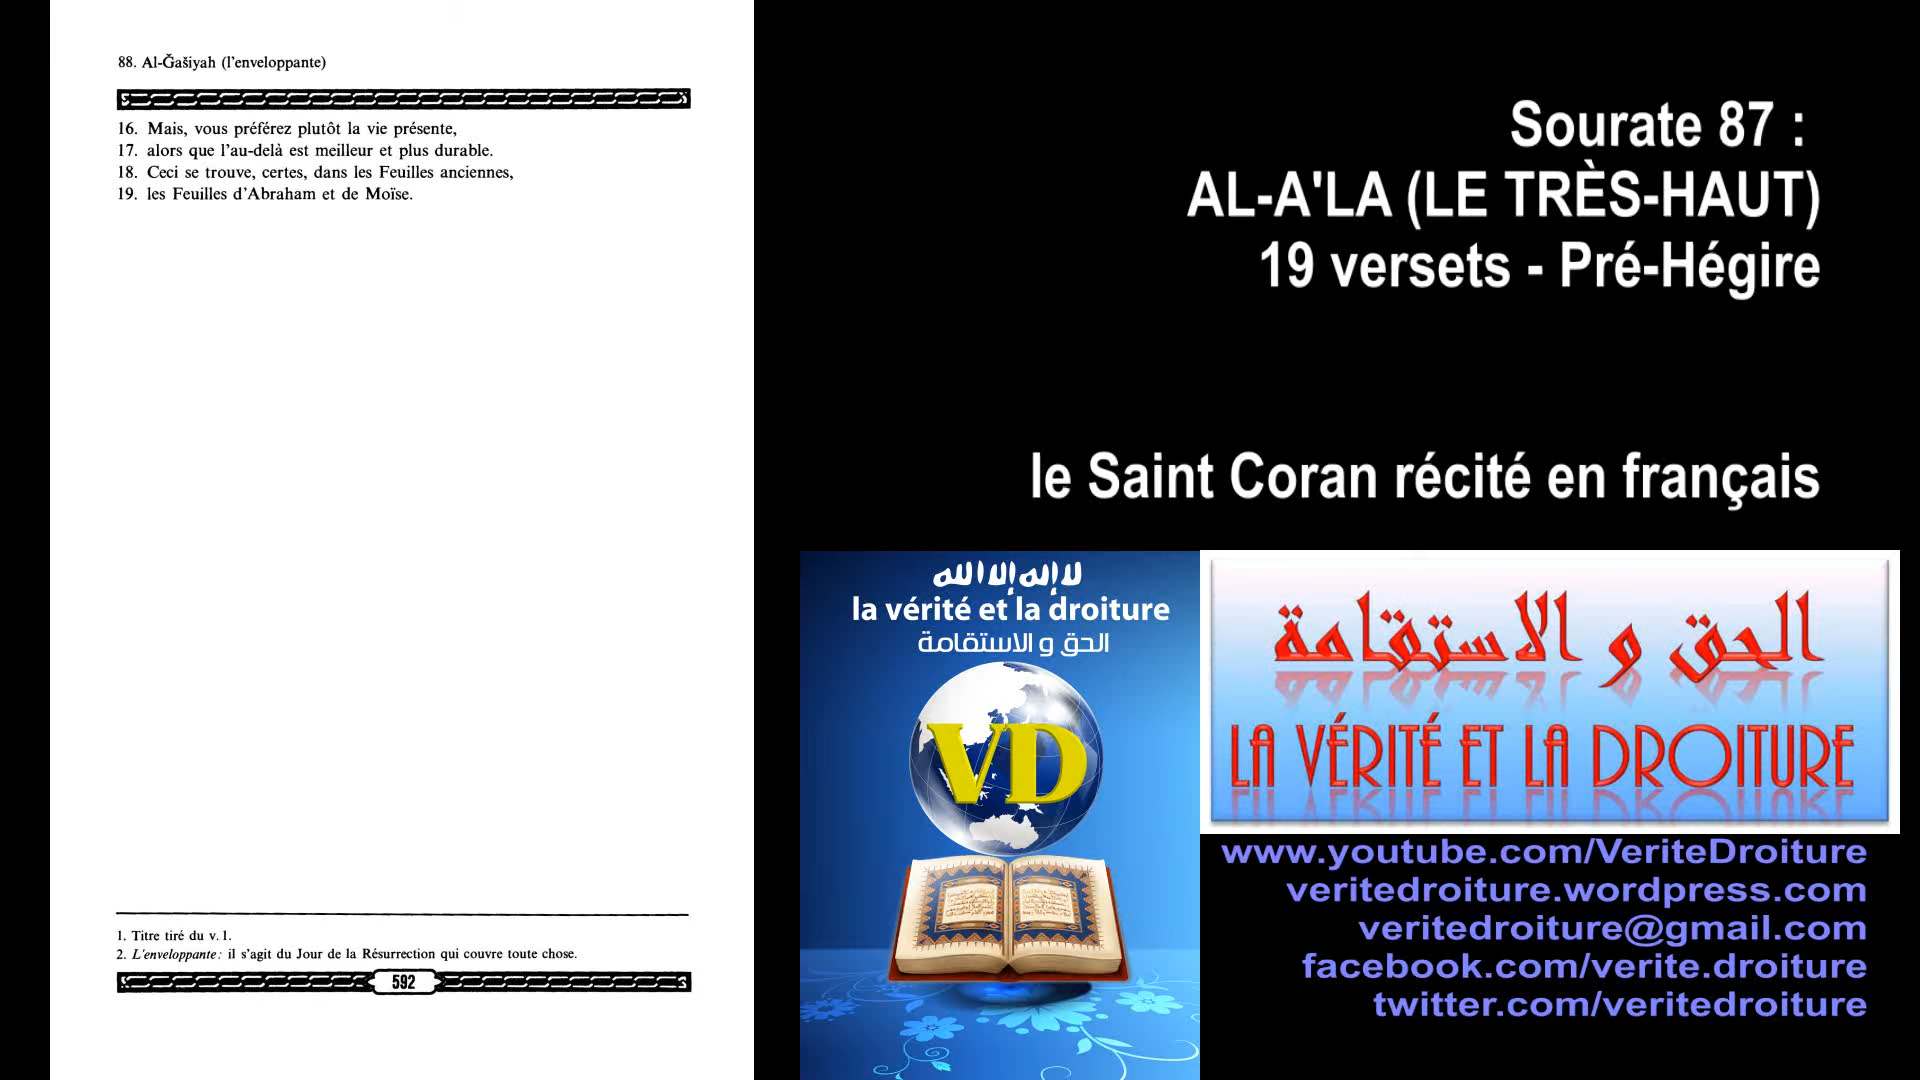 88. Al-Ğašiyah (l'enveloppante)
16. Mais, vous préférez plutôt la vie présente,
17. alors que l'au-delà est meilleur et plus durable.
18. Ceci se trouve, certes, dans les Feuilles anciennes,
19. les Feuilles d'Abraham et de Moïse.
1. Titre tiré du v. 1.
2. L'enveloppante : il s'agit du Jour de la Résurrection qui couvre toute chose.
592
Sourate 87 :
AL-A'LA (LE TRÈS-HAUT)
19 versets - Pré-Hégire
le Saint Coran récité en français
لا إله إلا الله
la vérité et la droiture
الحق و الاستقامة
VD
الحق و الاستقامة
LA VÉRITÉ ET LA DROITURE
www.youtube.com/VeriteDroiture
veritedroiture.wordpress.com
veritedroiture@gmail.com
facebook.com/verite.droiture
twitter.com/veritedroiture